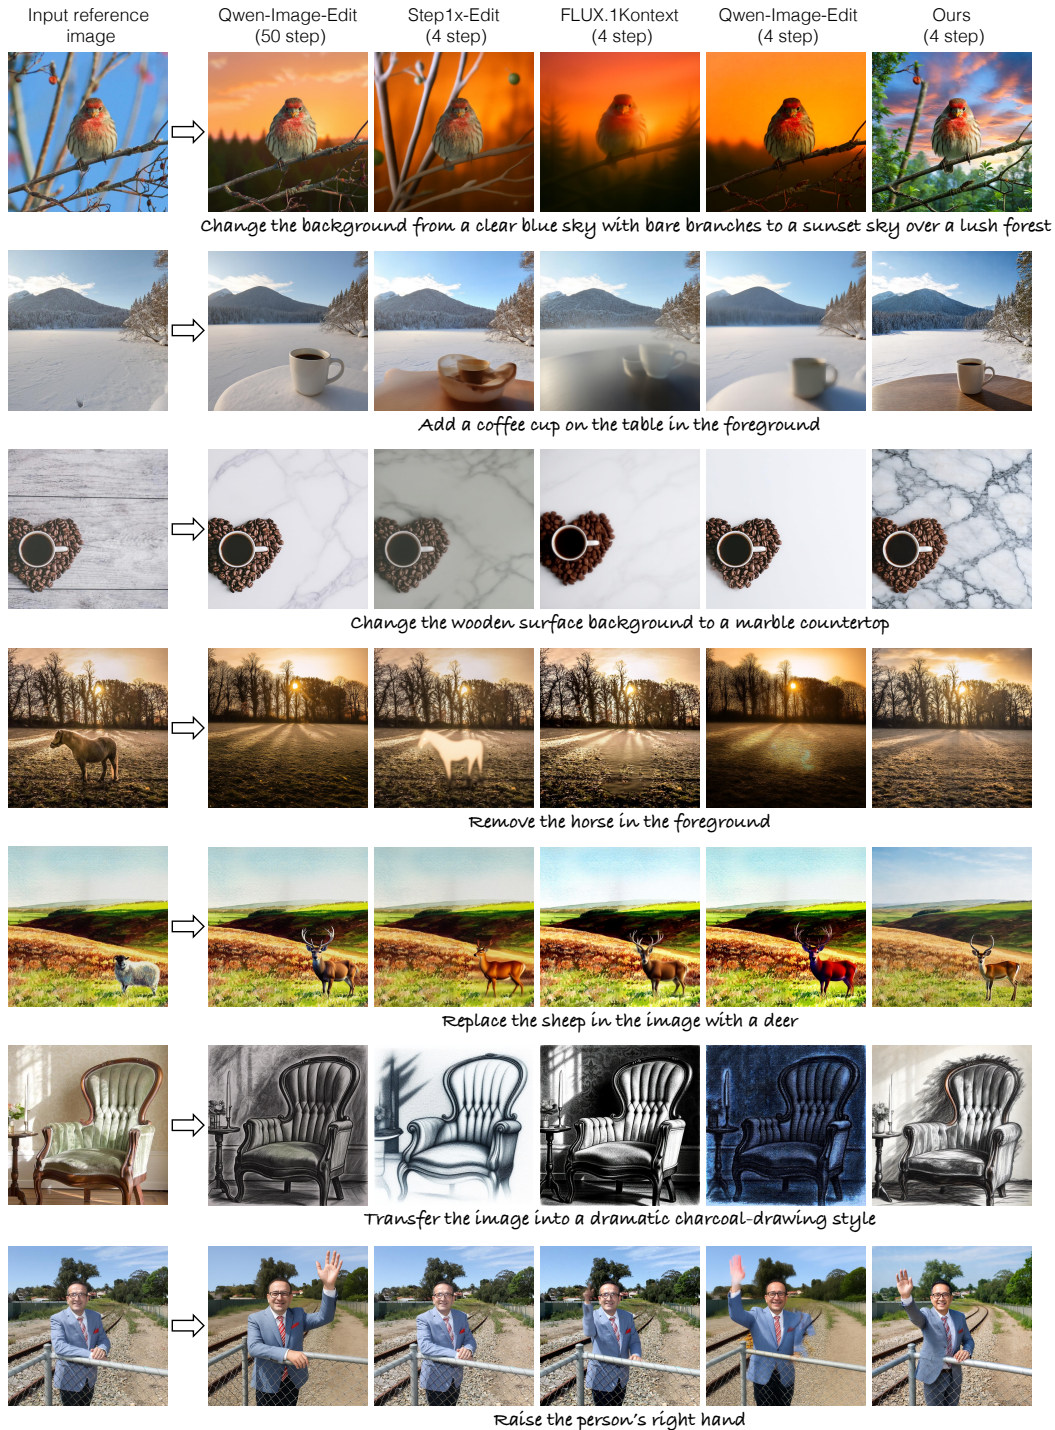 Input reference image
Qwen-Image-Edit (50 step)
Step1x-Edit (4 step)
FLUX.1Kontext (4 step)
Qwen-Image-Edit (4 step)
Ours (4 step)
Change the background from a clear blue sky with bare branches to a sunset sky over a lush forest
Add a coffee cup on the table in the foreground
Change the wooden surface background to a marble countertop
Remove the horse in the foreground
Replace the sheep in the image with a deer
Transfer the image into a dramatic charcoal-drawing style
Raise the person's right hand